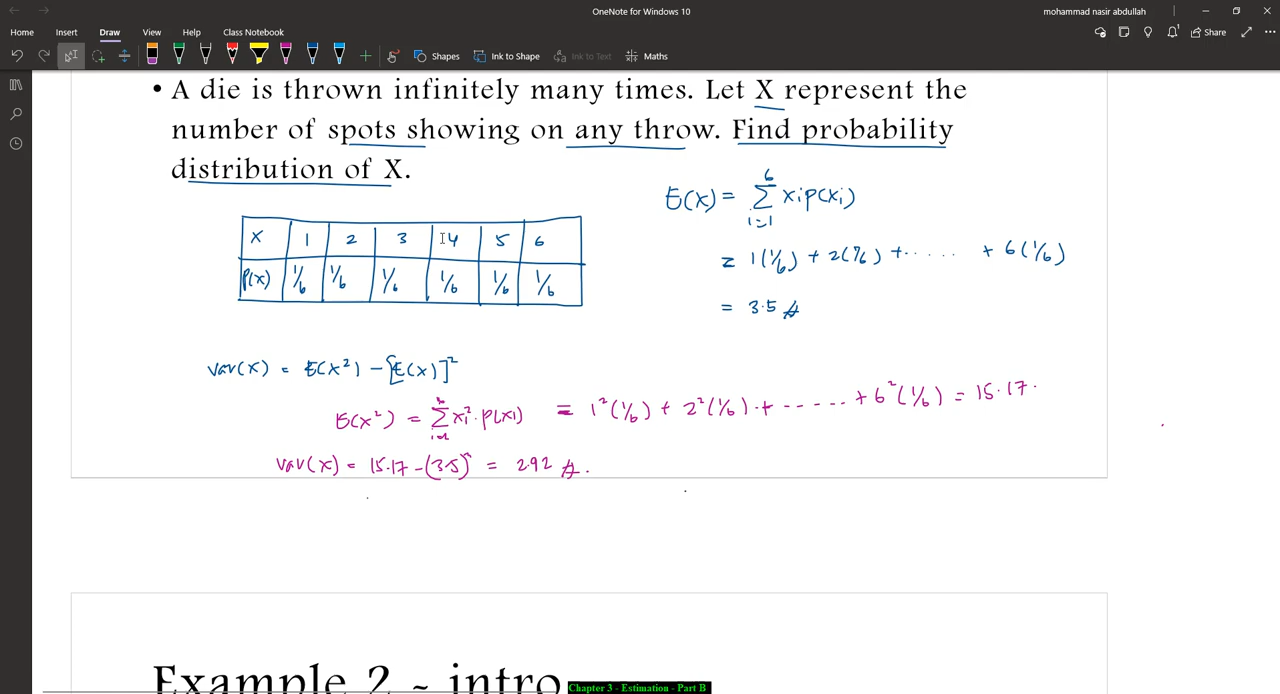 OneNote for Windows 10
mohammad nasir abdullah
Home Insert Draw View Help Class Notebook
Share
Shapes Ink to Shape Ink to Text Maths
• A die is thrown infinitely many times. Let X represent the
number of spots showing on any throw. Find probability
distribution of X.
E(X) = 6 Σ i=1 xi p(xi)
X 1 2 3 4 5 6
P(X) 1/6 1/6 1/6 1/6 1/6 1/6
= 1(1/6) + 2(1/6) + ...... + 6(1/6)
= 3.5
Var(X) = E(X²) - [E(X)]²
E(X²) = Σ xi² · p(xi) = 1²(1/6) + 2²(1/6) + ...... + 6²(1/6) = 15.17.
Var(X) = 15.17 - (3.5)² = 2.92
Example 2 ~ intro
Chapter 3 - Estimation - Part B